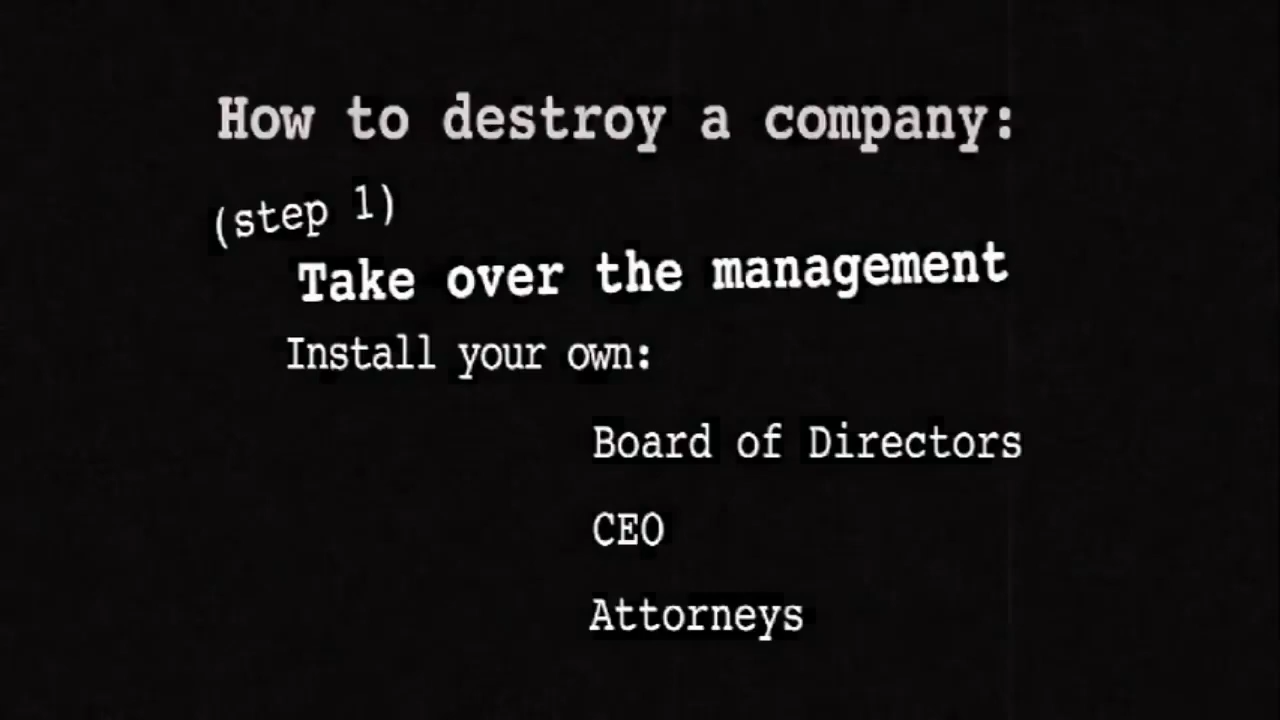 How to destroy a company:
(step 1)
Take over the management
Install your own:
Board of Directors
CEO
Attorneys